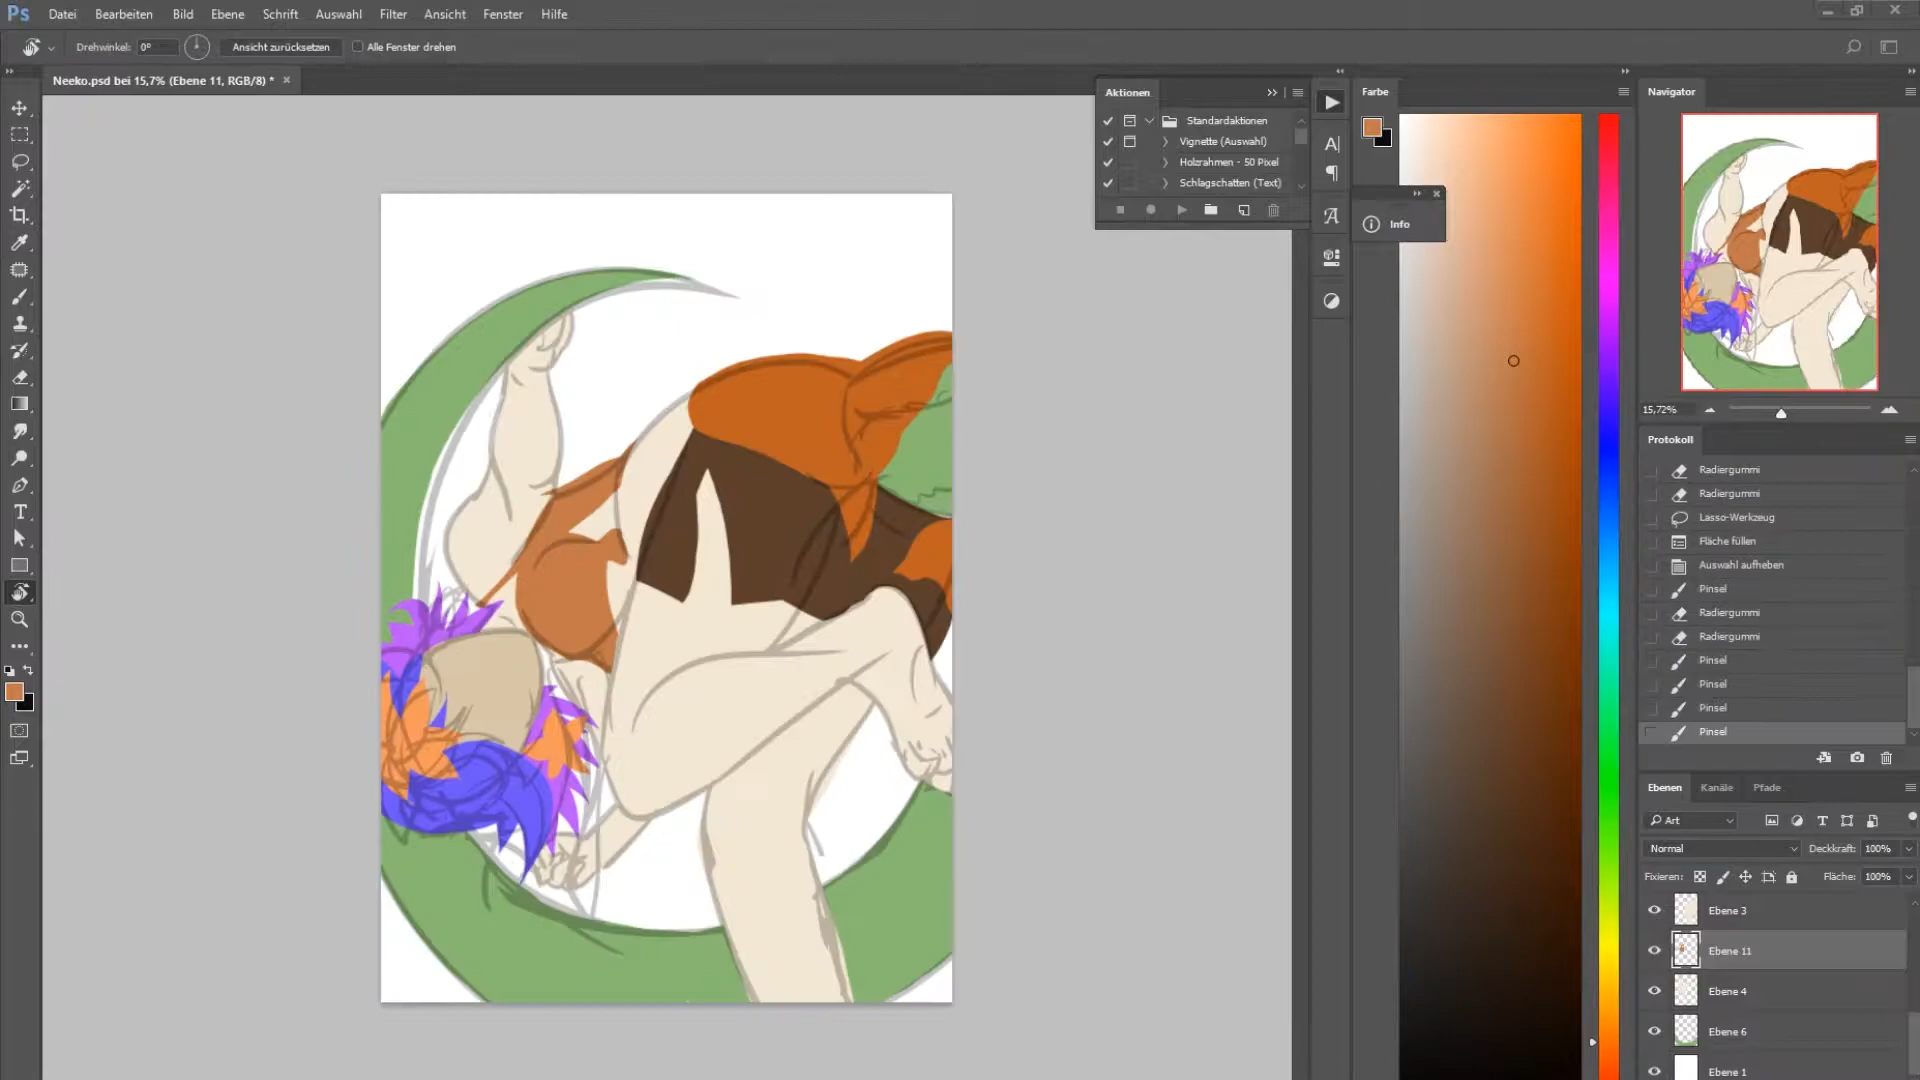 Ps Datei Bearbeiten Bild Ebene Schrift Auswahl Filter Ansicht Fenster Hilfe
Drehwinkel: 0° Ansicht zurücksetzen Alle Fenster drehen
Neeko.psd bei 15,7% (Ebene 11, RGB/8) *
Aktionen
Standardaktionen
Vignette (Auswahl)
Holzrahmen - 50 Pixel
Schlagschatten (Text)
Farbe
Info
Navigator
15,72%
Protokoll
Radiergummi
Radiergummi
Lasso-Werkzeug
Fläche füllen
Auswahl aufheben
Pinsel
Radiergummi
Radiergummi
Pinsel
Pinsel
Pinsel
Pinsel
Ebenen Kanäle Pfade
Art
Normal Deckkraft: 100%
Fixieren: Fläche: 100%
Ebene 3
Ebene 11
Ebene 4
Ebene 6
Ebene 1